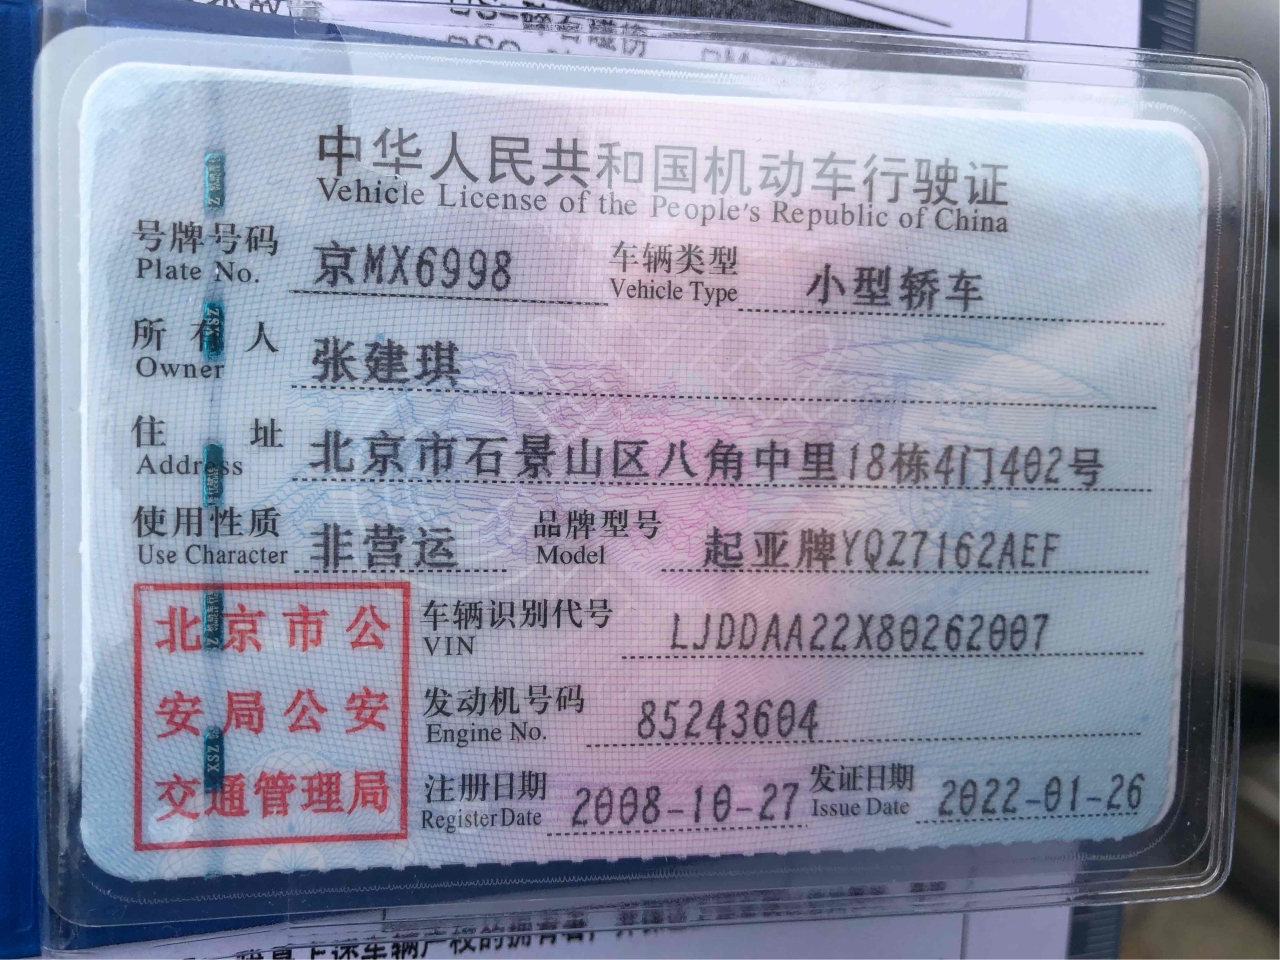 中华人民共和国机动车行驶证
Vehicle License of the People's Republic of China
号牌号码 京MX6998 车辆类型 小型轿车
Plate No. Vehicle Type
所有人 张建琪
Owner
住址 北京市石景山区八角中里18栋4门402号
Address
使用性质 非营运 品牌型号 起亚牌YQZ7162AEF
Use Character Model
北京市公
安局公安
交通管理局
车辆识别代号 LJDDAA22X80262007
VIN
发动机号码 85243604
Engine No.
注册日期 2008-10-27 发证日期 2022-01-26
Register Date Issue Date